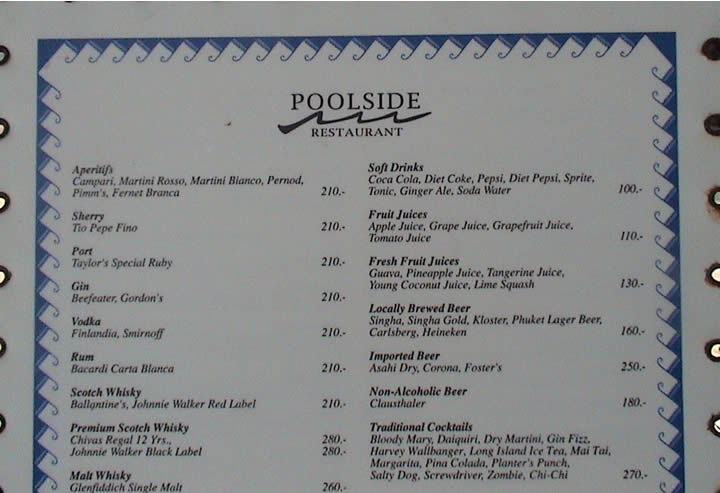 POOLSIDE
RESTAURANT
Aperitifs
Campari, Martini Rosso, Martini Bianco, Pernod,
Pimm's, Fernet Branca 210.-
Sherry
Tio Pepe Fino 210.-
Port
Taylor's Special Ruby 210.-
Gin
Beefeater, Gordon's 210.-
Vodka
Finlandia, Smirnoff 210.-
Rum
Bacardi Carta Blanca 210.-
Scotch Whisky
Ballantine's, Johnnie Walker Red Label 210.-
Premium Scotch Whisky
Chivas Regal 12 Yrs., 280.-
Johnnie Walker Black Label 280.-
Malt Whisky
Glenfiddich Single Malt 260.-
Soft Drinks
Coca Cola, Diet Coke, Pepsi, Diet Pepsi, Sprite,
Tonic, Ginger Ale, Soda Water 100.-
Fruit Juices
Apple Juice, Grape Juice, Grapefruit Juice,
Tomato Juice 110.-
Fresh Fruit Juices
Guava, Pineapple Juice, Tangerine Juice,
Young Coconut Juice, Lime Squash 130.-
Locally Brewed Beer
Singha, Singha Gold, Kloster, Phuket Lager Beer,
Carlsberg, Heineken 160.-
Imported Beer
Asahi Dry, Corona, Foster's 250.-
Non-Alcoholic Beer
Clausthaler 180.-
Traditional Cocktails
Bloody Mary, Daiquiri, Dry Martini, Gin Fizz,
Harvey Wallbanger, Long Island Ice Tea, Mai Tai,
Margarita, Pina Colada, Planter's Punch,
Salty Dog, Screwdriver, Zombie, Chi-Chi 270.-